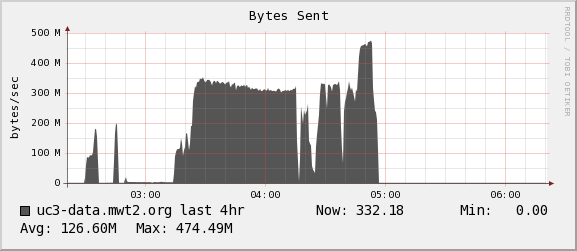 Bytes Sent
RRDTOOL / TOBI OETIKER
bytes/sec
500 M
400 M
300 M
200 M
100 M
0
03:00 04:00 05:00 06:00
uc3-data.mwt2.org last 4hr Now: 332.18 Min: 0.00
Avg: 126.60M Max: 474.49M